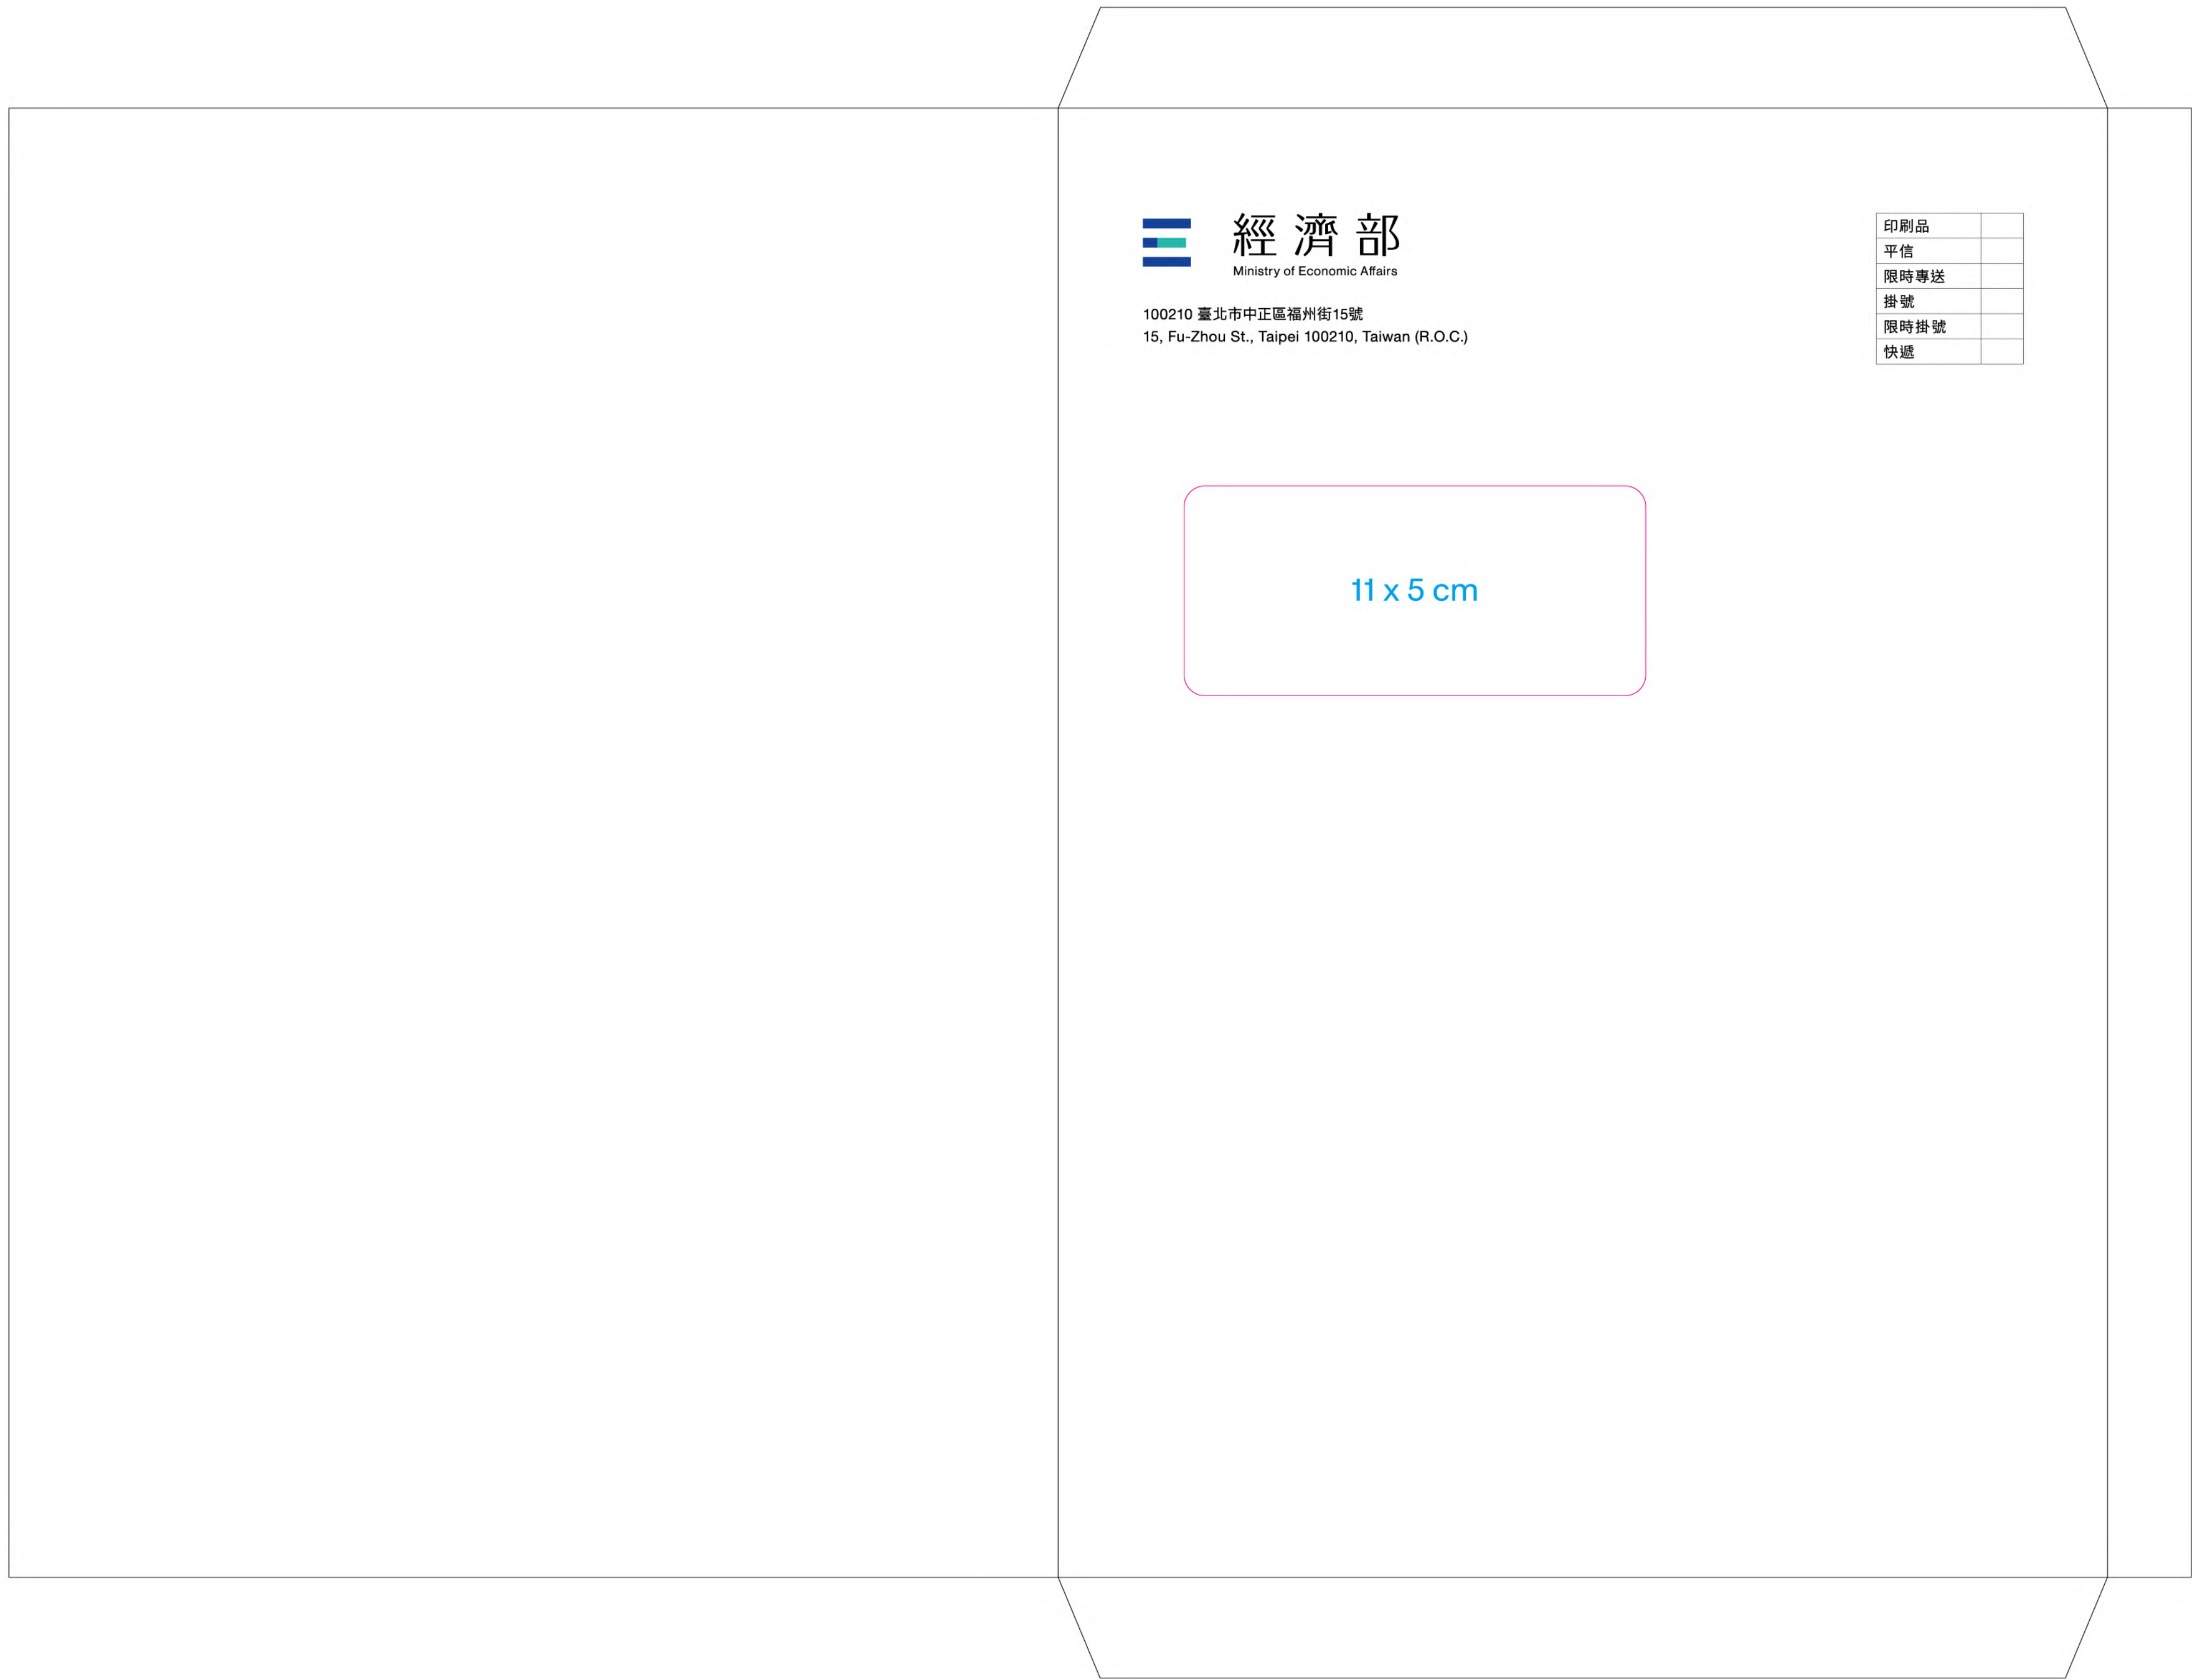 經濟部
Ministry of Economic Affairs
100210 臺北市中正區福州街15號
15, Fu-Zhou St., Taipei 100210, Taiwan (R.O.C.)
印刷品
平信
限時專送
掛號
限時掛號
快遞
11 x 5 cm